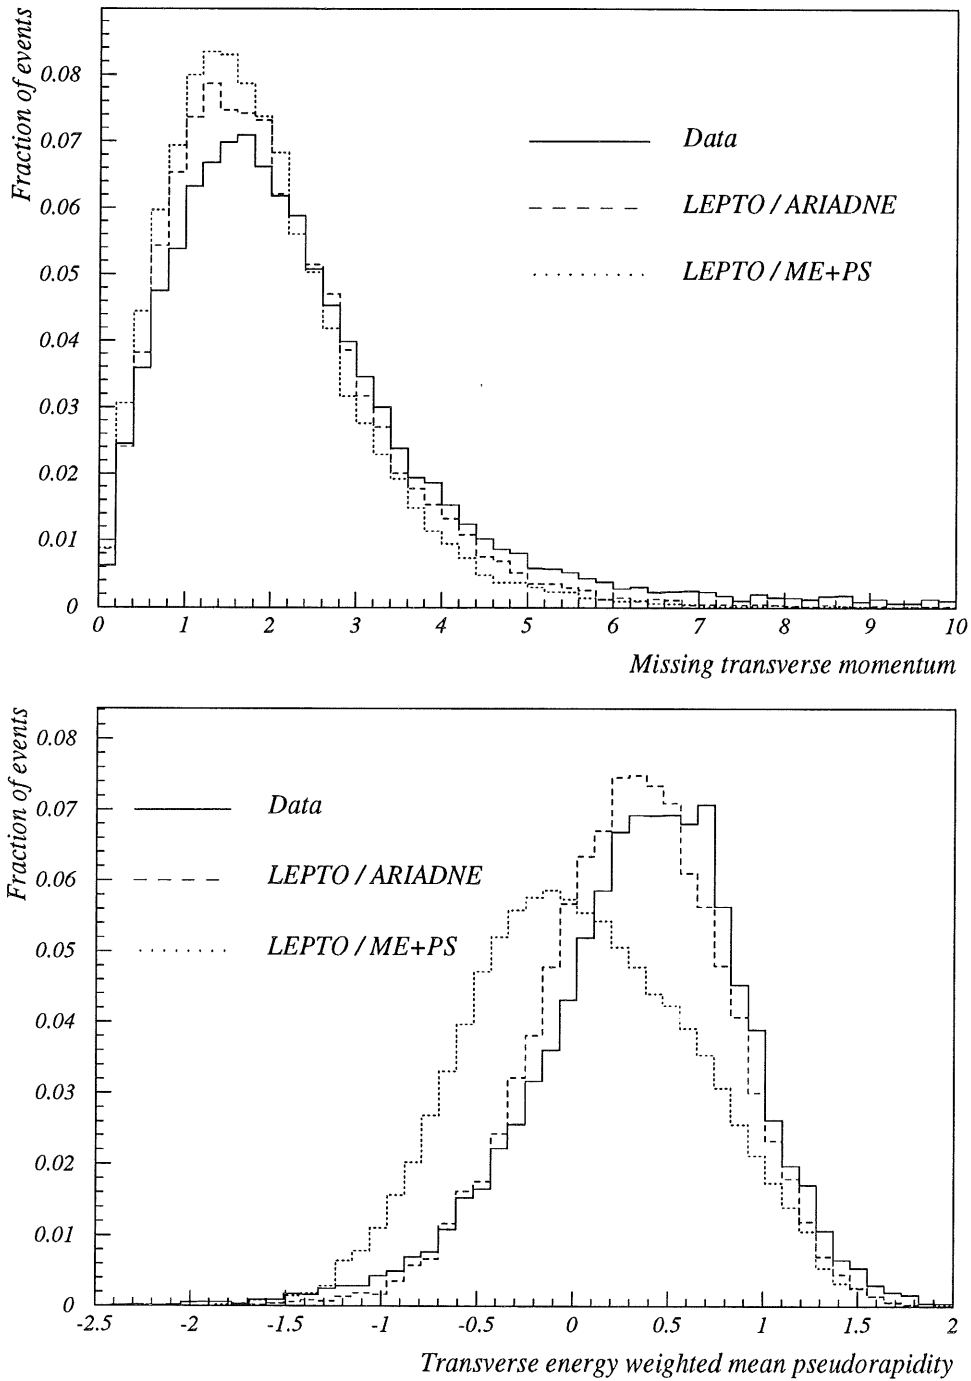 Fraction of events
0.08
0.07
0.06
0.05
0.04
0.03
0.02
0.01
0
Data
LEPTO / ARIADNE
LEPTO / ME+PS
0 1 2 3 4 5 6 7 8 9 10
Missing transverse momentum
Fraction of events
0.08
0.07
0.06
0.05
0.04
0.03
0.02
0.01
0
Data
LEPTO / ARIADNE
LEPTO / ME+PS
-2.5 -2 -1.5 -1 -0.5 0 0.5 1 1.5 2
Transverse energy weighted mean pseudorapidity